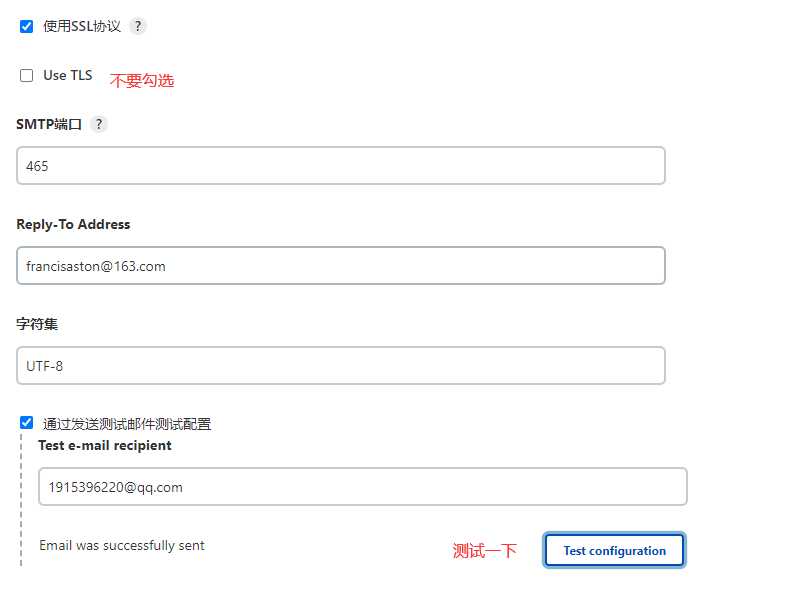 使用SSL协议 ?
Use TLS 不要勾选
SMTP端口 ?
465
Reply-To Address
francisaston@163.com
字符集
UTF-8
通过发送测试邮件测试配置
Test e-mail recipient
1915396220@qq.com
Email was successfully sent 测试一下 Test configuration